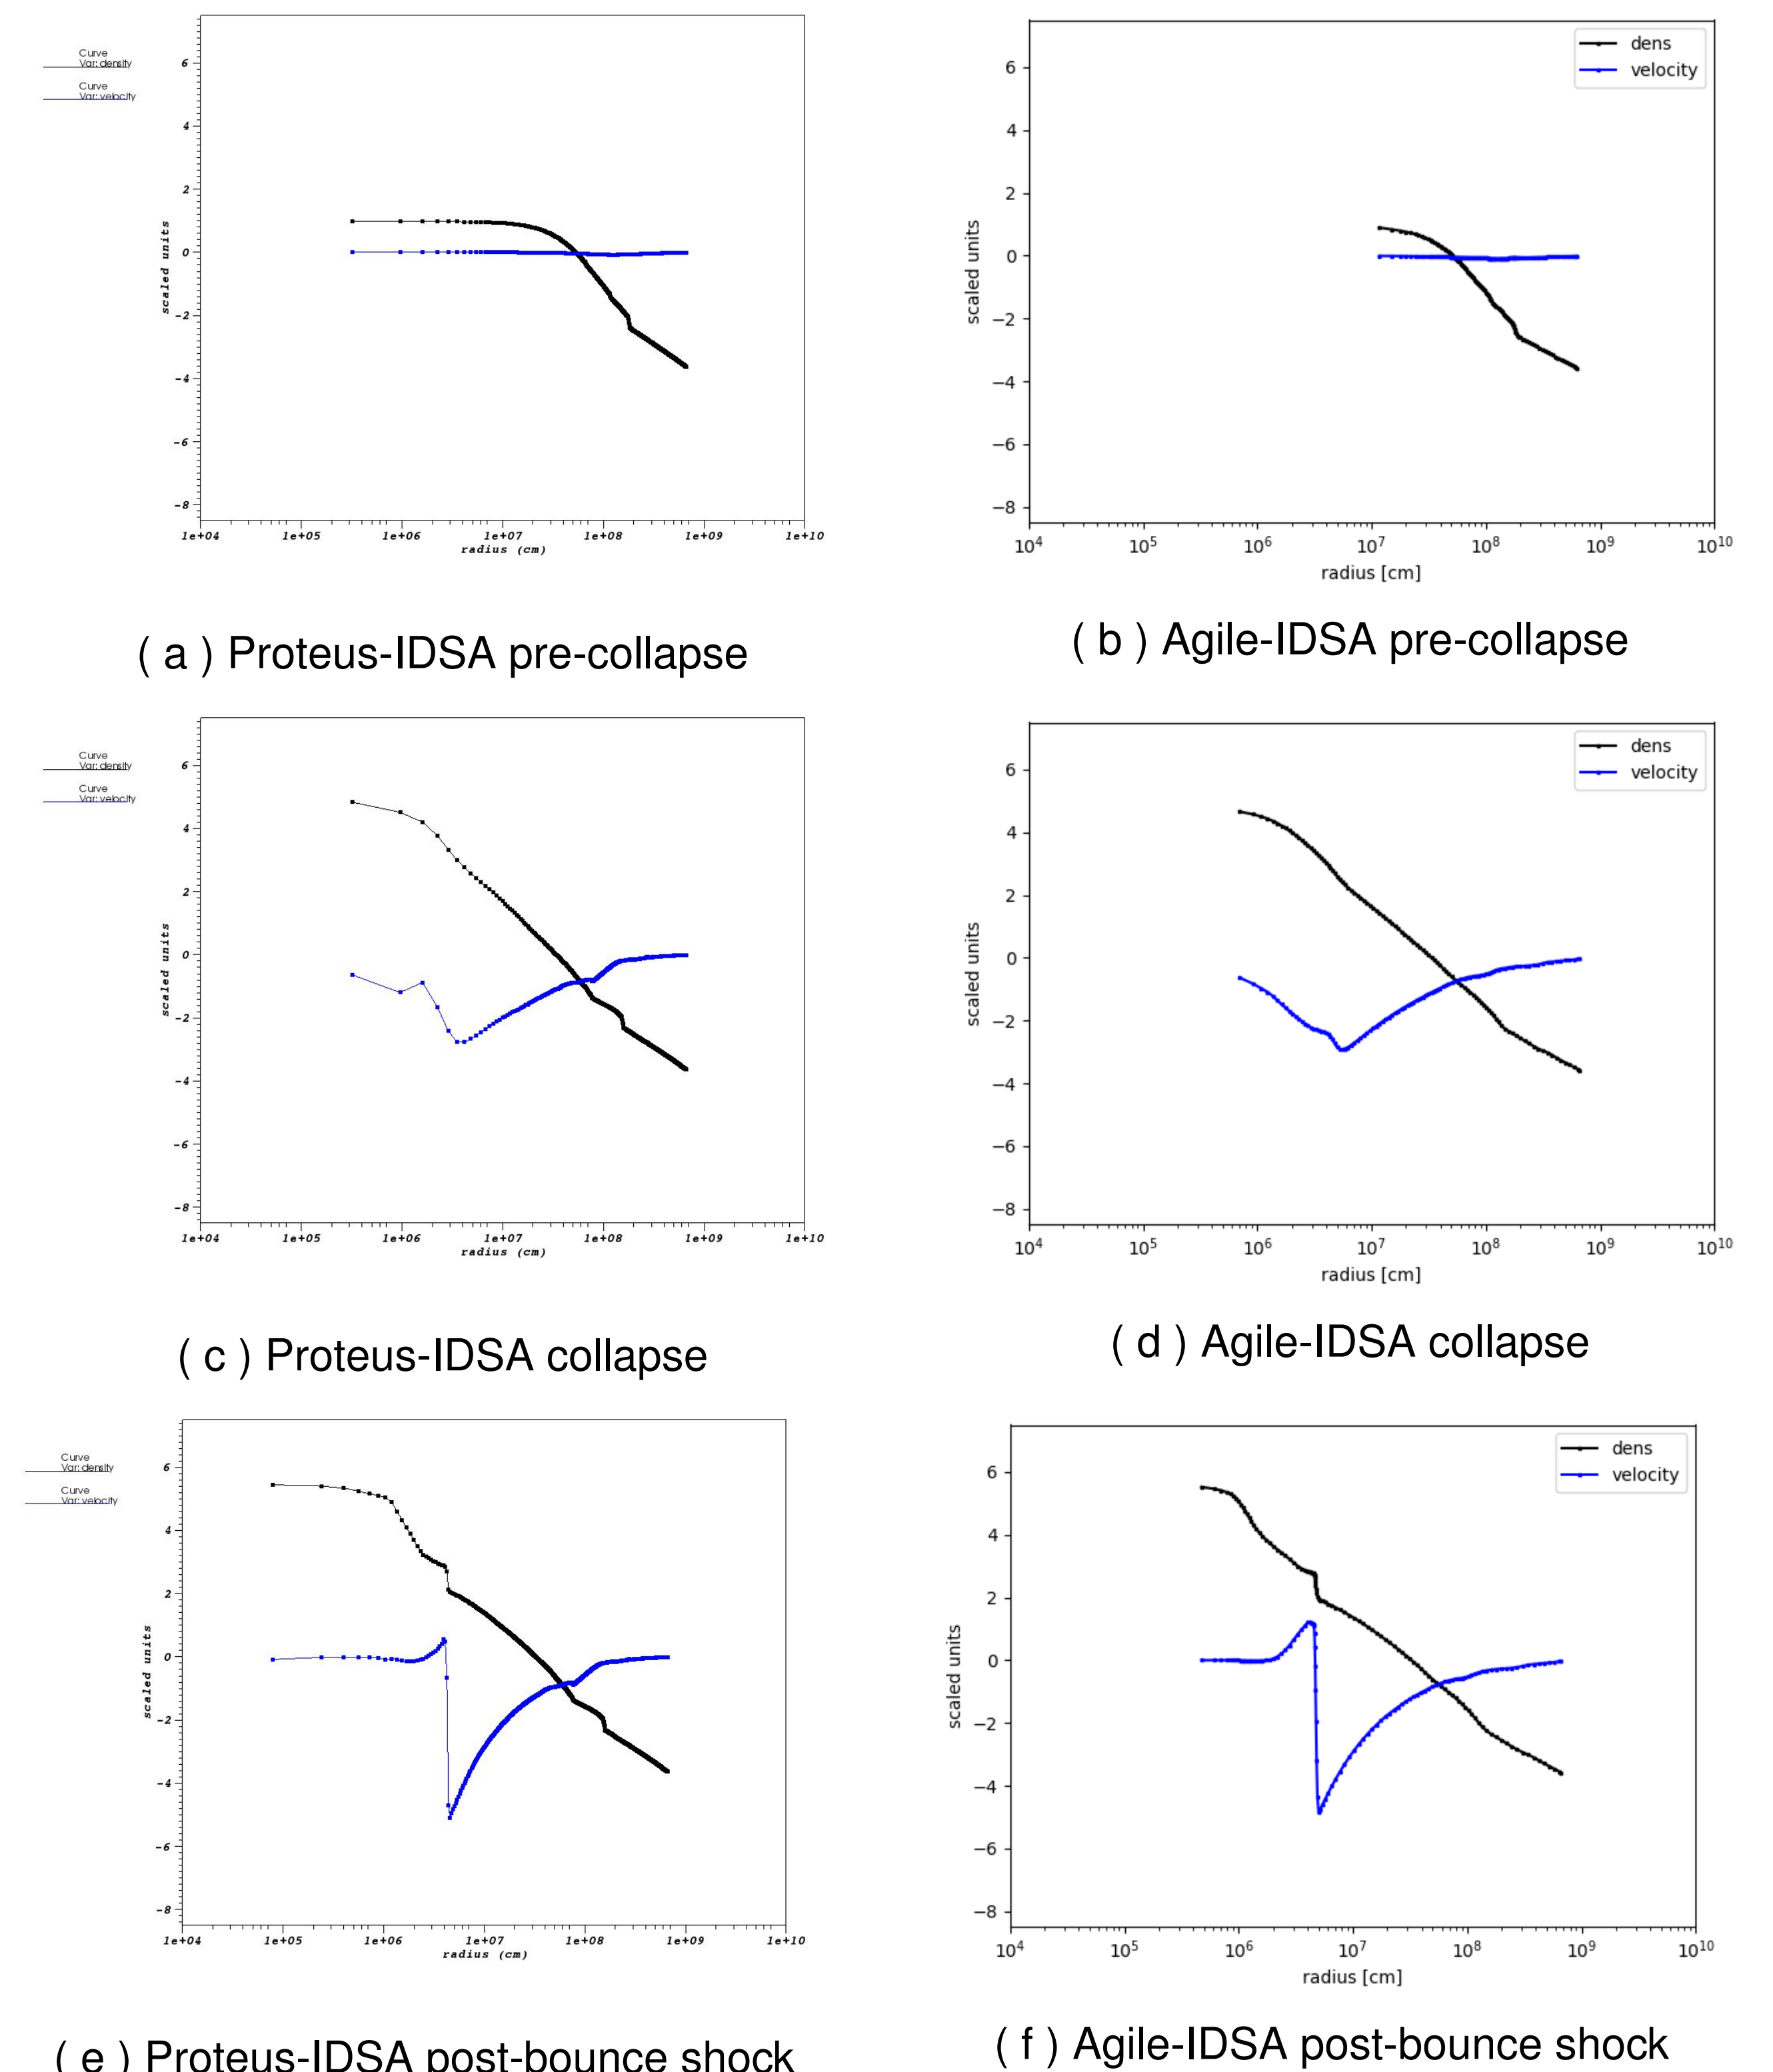 Curve
Var: density
Curve
Var: velocity
6
4
2
0
-2
-4
-6
-8
scaled units
1e+04 1e+05 1e+06 1e+07 1e+08 1e+09 1e+10
radius (cm)
( a ) Proteus-IDSA pre-collapse
dens
velocity
6
4
2
0
−2
−4
−6
−8
scaled units
10^4 10^5 10^6 10^7 10^8 10^9 10^10
radius [cm]
( b ) Agile-IDSA pre-collapse
Curve
Var: density
Curve
Var: velocity
6
4
2
0
-2
-4
-6
-8
scaled units
1e+04 1e+05 1e+06 1e+07 1e+08 1e+09 1e+10
radius (cm)
( c ) Proteus-IDSA collapse
dens
velocity
6
4
2
0
−2
−4
−6
−8
scaled units
10^4 10^5 10^6 10^7 10^8 10^9 10^10
radius [cm]
( d ) Agile-IDSA collapse
Curve
Var: density
Curve
Var: velocity
6
4
2
0
-2
-4
-6
-8
scaled units
1e+04 1e+05 1e+06 1e+07 1e+08 1e+09 1e+10
radius (cm)
( e ) Proteus-IDSA post-bounce shock
dens
velocity
6
4
2
0
−2
−4
−6
−8
scaled units
10^4 10^5 10^6 10^7 10^8 10^9 10^10
radius [cm]
( f ) Agile-IDSA post-bounce shock